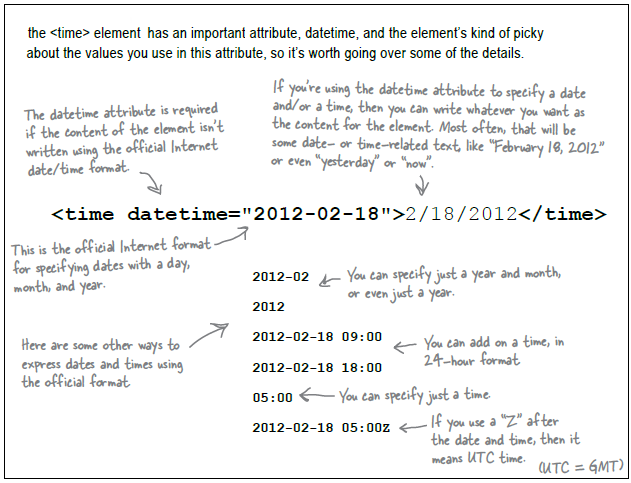 the <time> element has an important attribute, datetime, and the element's kind of picky
about the values you use in this attribute, so it's worth going over some of the details.
The datetime attribute is required
if the content of the element isn't
written using the official Internet
date/time format.
If you're using the datetime attribute to specify a date
and/or a time, then you can write whatever you want as
the content for the element. Most often, that will be
some date- or time-related text, like "February 18, 2012"
or even "yesterday" or "now".
<time datetime="2012-02-18">2/18/2012</time>
This is the official Internet format
for specifying dates with a day,
month, and year.
Here are some other ways to
express dates and times using
the official format
2012-02
You can specify just a year and month,
or even just a year.
2012
2012-02-18 09:00
You can add on a time, in
24-hour format
2012-02-18 18:00
05:00
You can specify just a time.
2012-02-18 05:00Z
If you use a "Z" after
the date and time, then it
means UTC time.
(UTC = GMT)